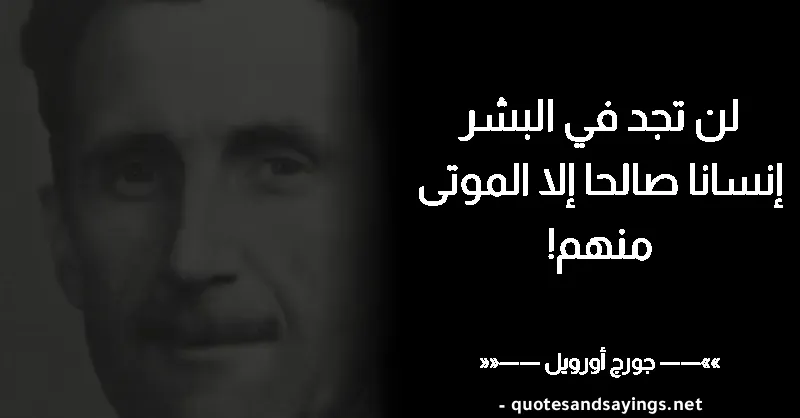 لن تجد في البشر
إنسانا صالحا إلا الموتى
منهم!
»»—— جورج أورويل ——««
- quotesandsayings.net